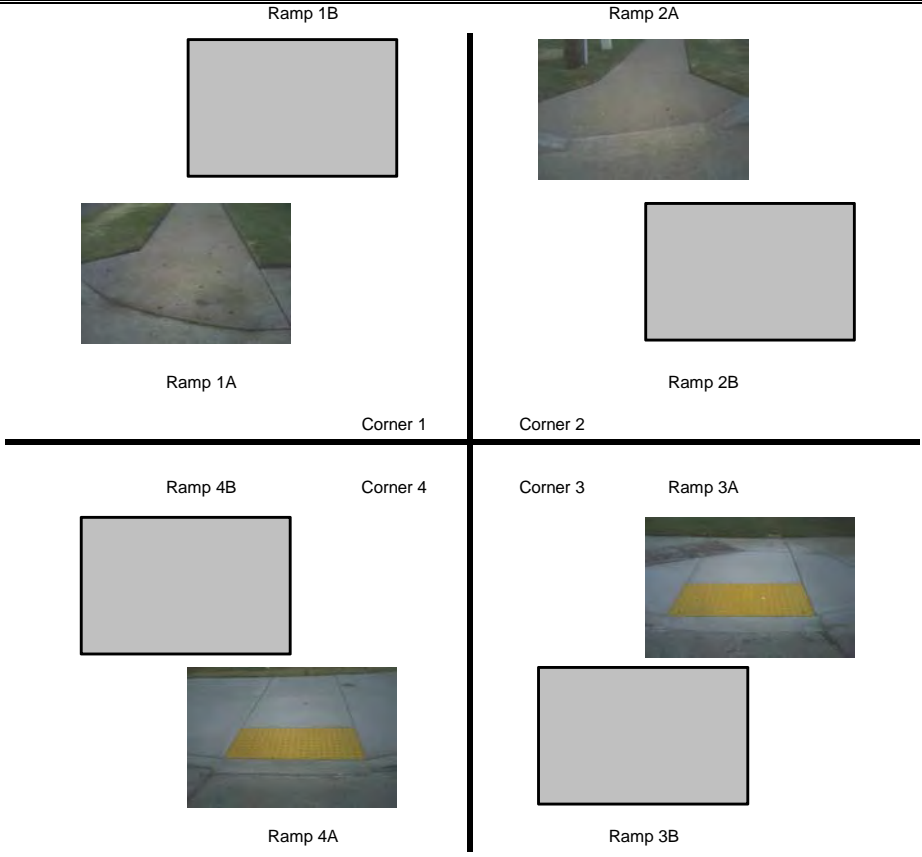 Ramp 1B Ramp 2A
Ramp 1A Ramp 2B
Corner 1 Corner 2
Ramp 4B Corner 4 Corner 3 Ramp 3A
Ramp 4A Ramp 3B